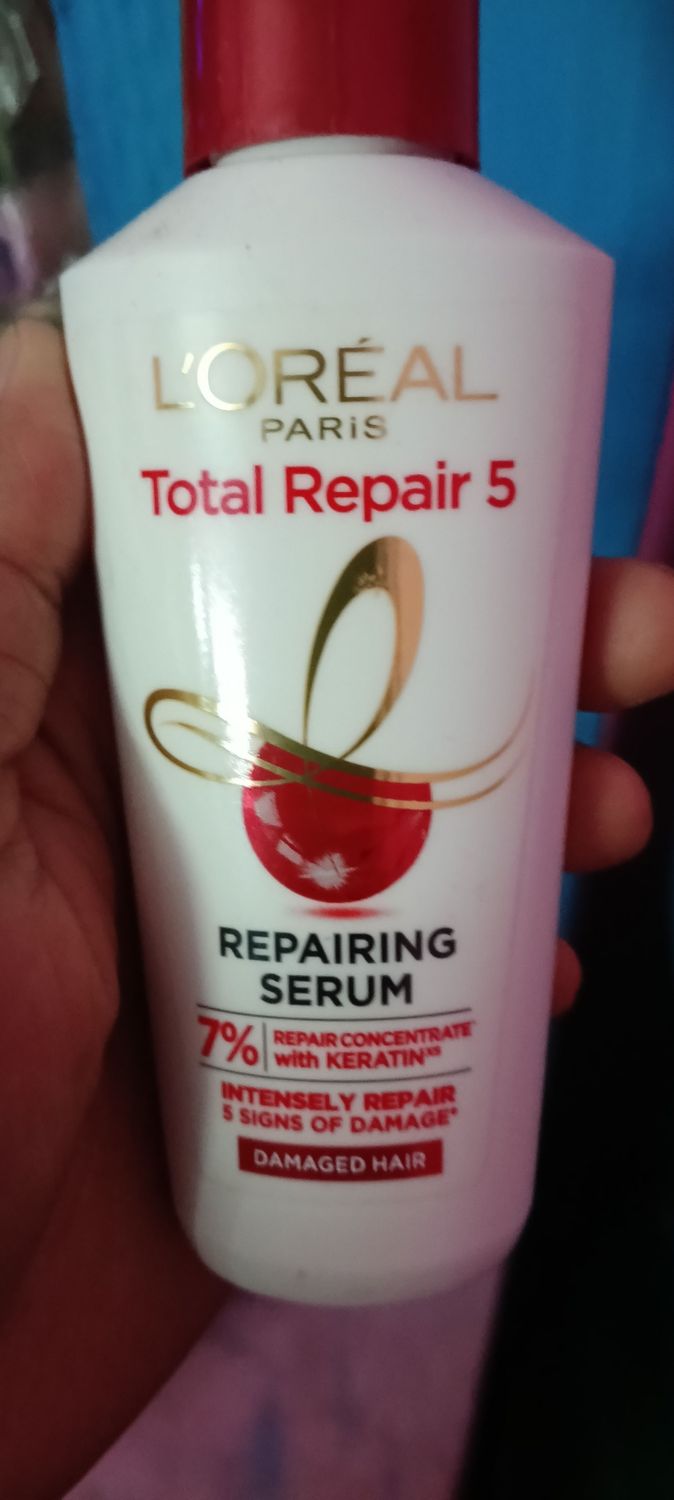 L'ORÉAL
PARiS
Total Repair 5
REPAIRING
SERUM
7% REPAIR CONCENTRATE
with KERATIN
INTENSELY REPAIR
5 SIGNS OF DAMAGE*
DAMAGED HAIR